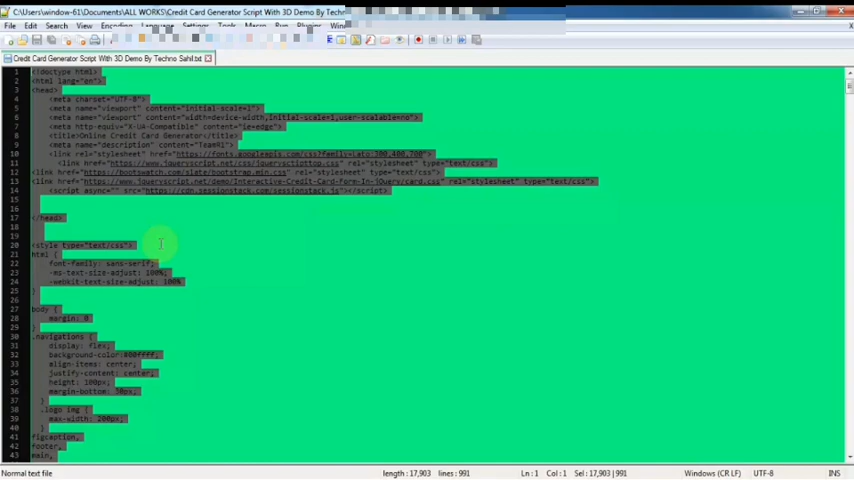 C:\Users\window-61\Documents\ALL WORKS\Credit Card Generator Script With 3D Demo By Techno
File Edit Search View Encoding Language Settings Tools Macro Run Plugins Window
Credit Card Generator Script With 3D Demo By Techno Sahil.txt
1 <!doctype html>
2 <html lang="en">
3 <head>
4 <meta charset="UTF-8">
5 <meta name="viewport" content="initial-scale=1">
6 <meta name="viewport" content="width=device-width,initial-scale=1,user-scalable=no">
7 <meta http-equiv="X-UA-Compatible" content="ie=edge">
8 <title>Online Credit Card Generator</title>
9 <meta name="description" content="TeamRi">
10 <link rel="stylesheet" href="https://fonts.googleapis.com/css?family=Lato:300,400,700">
11 <link href="https://www.jqueryscript.net/css/jquerysciipttop.css" rel="stylesheet" type="text/css">
12 <link href="https://bootswatch.com/slate/bootstrap.min.css" rel="stylesheet" type="text/css">
13 <link href="https://www.jqueryscript.net/demo/Interactive-Credit-Card-Form-In-jQuery/card.css" rel="stylesheet" type="text/css">
14 <script async="" src="https://cdn.sessionstack.com/sessionstack.js"></script>
15
16
17 </head>
18
19
20 <style type="text/css">
21 html {
22 font-family: sans-serif;
23 -ms-text-size-adjust: 100%;
24 -webkit-text-size-adjust: 100%
25 }
26
27 body {
28 margin: 0
29 }
30 .navigations {
31 display: flex;
32 background-color:#00ffff;
33 align-items: center;
34 justify-content: center;
35 height: 100px;
36 margin-bottom: 30px;
37 }
38 .logo img {
39 max-width: 200px;
40 }
41 figcaption,
42 footer,
43 main,
Normal text file length : 17,903 lines : 991 Ln : 1 Col : 1 Sel : 17,903 | 991 Windows (CR LF) UTF-8 INS